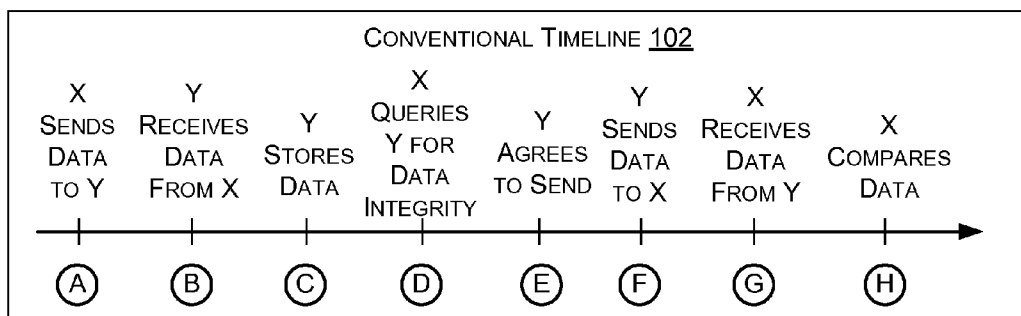 CONVENTIONAL TIMELINE 102
X
SENDS
DATA
TO Y
Y
RECEIVES
DATA
FROM X
Y
STORES
DATA
X
QUERIES
Y FOR
DATA
INTEGRITY
Y
AGREES
TO SEND
Y
SENDS
DATA
TO X
X
RECEIVES
DATA
FROM Y
X
COMPARES
DATA
A
B
C
D
E
F
G
H